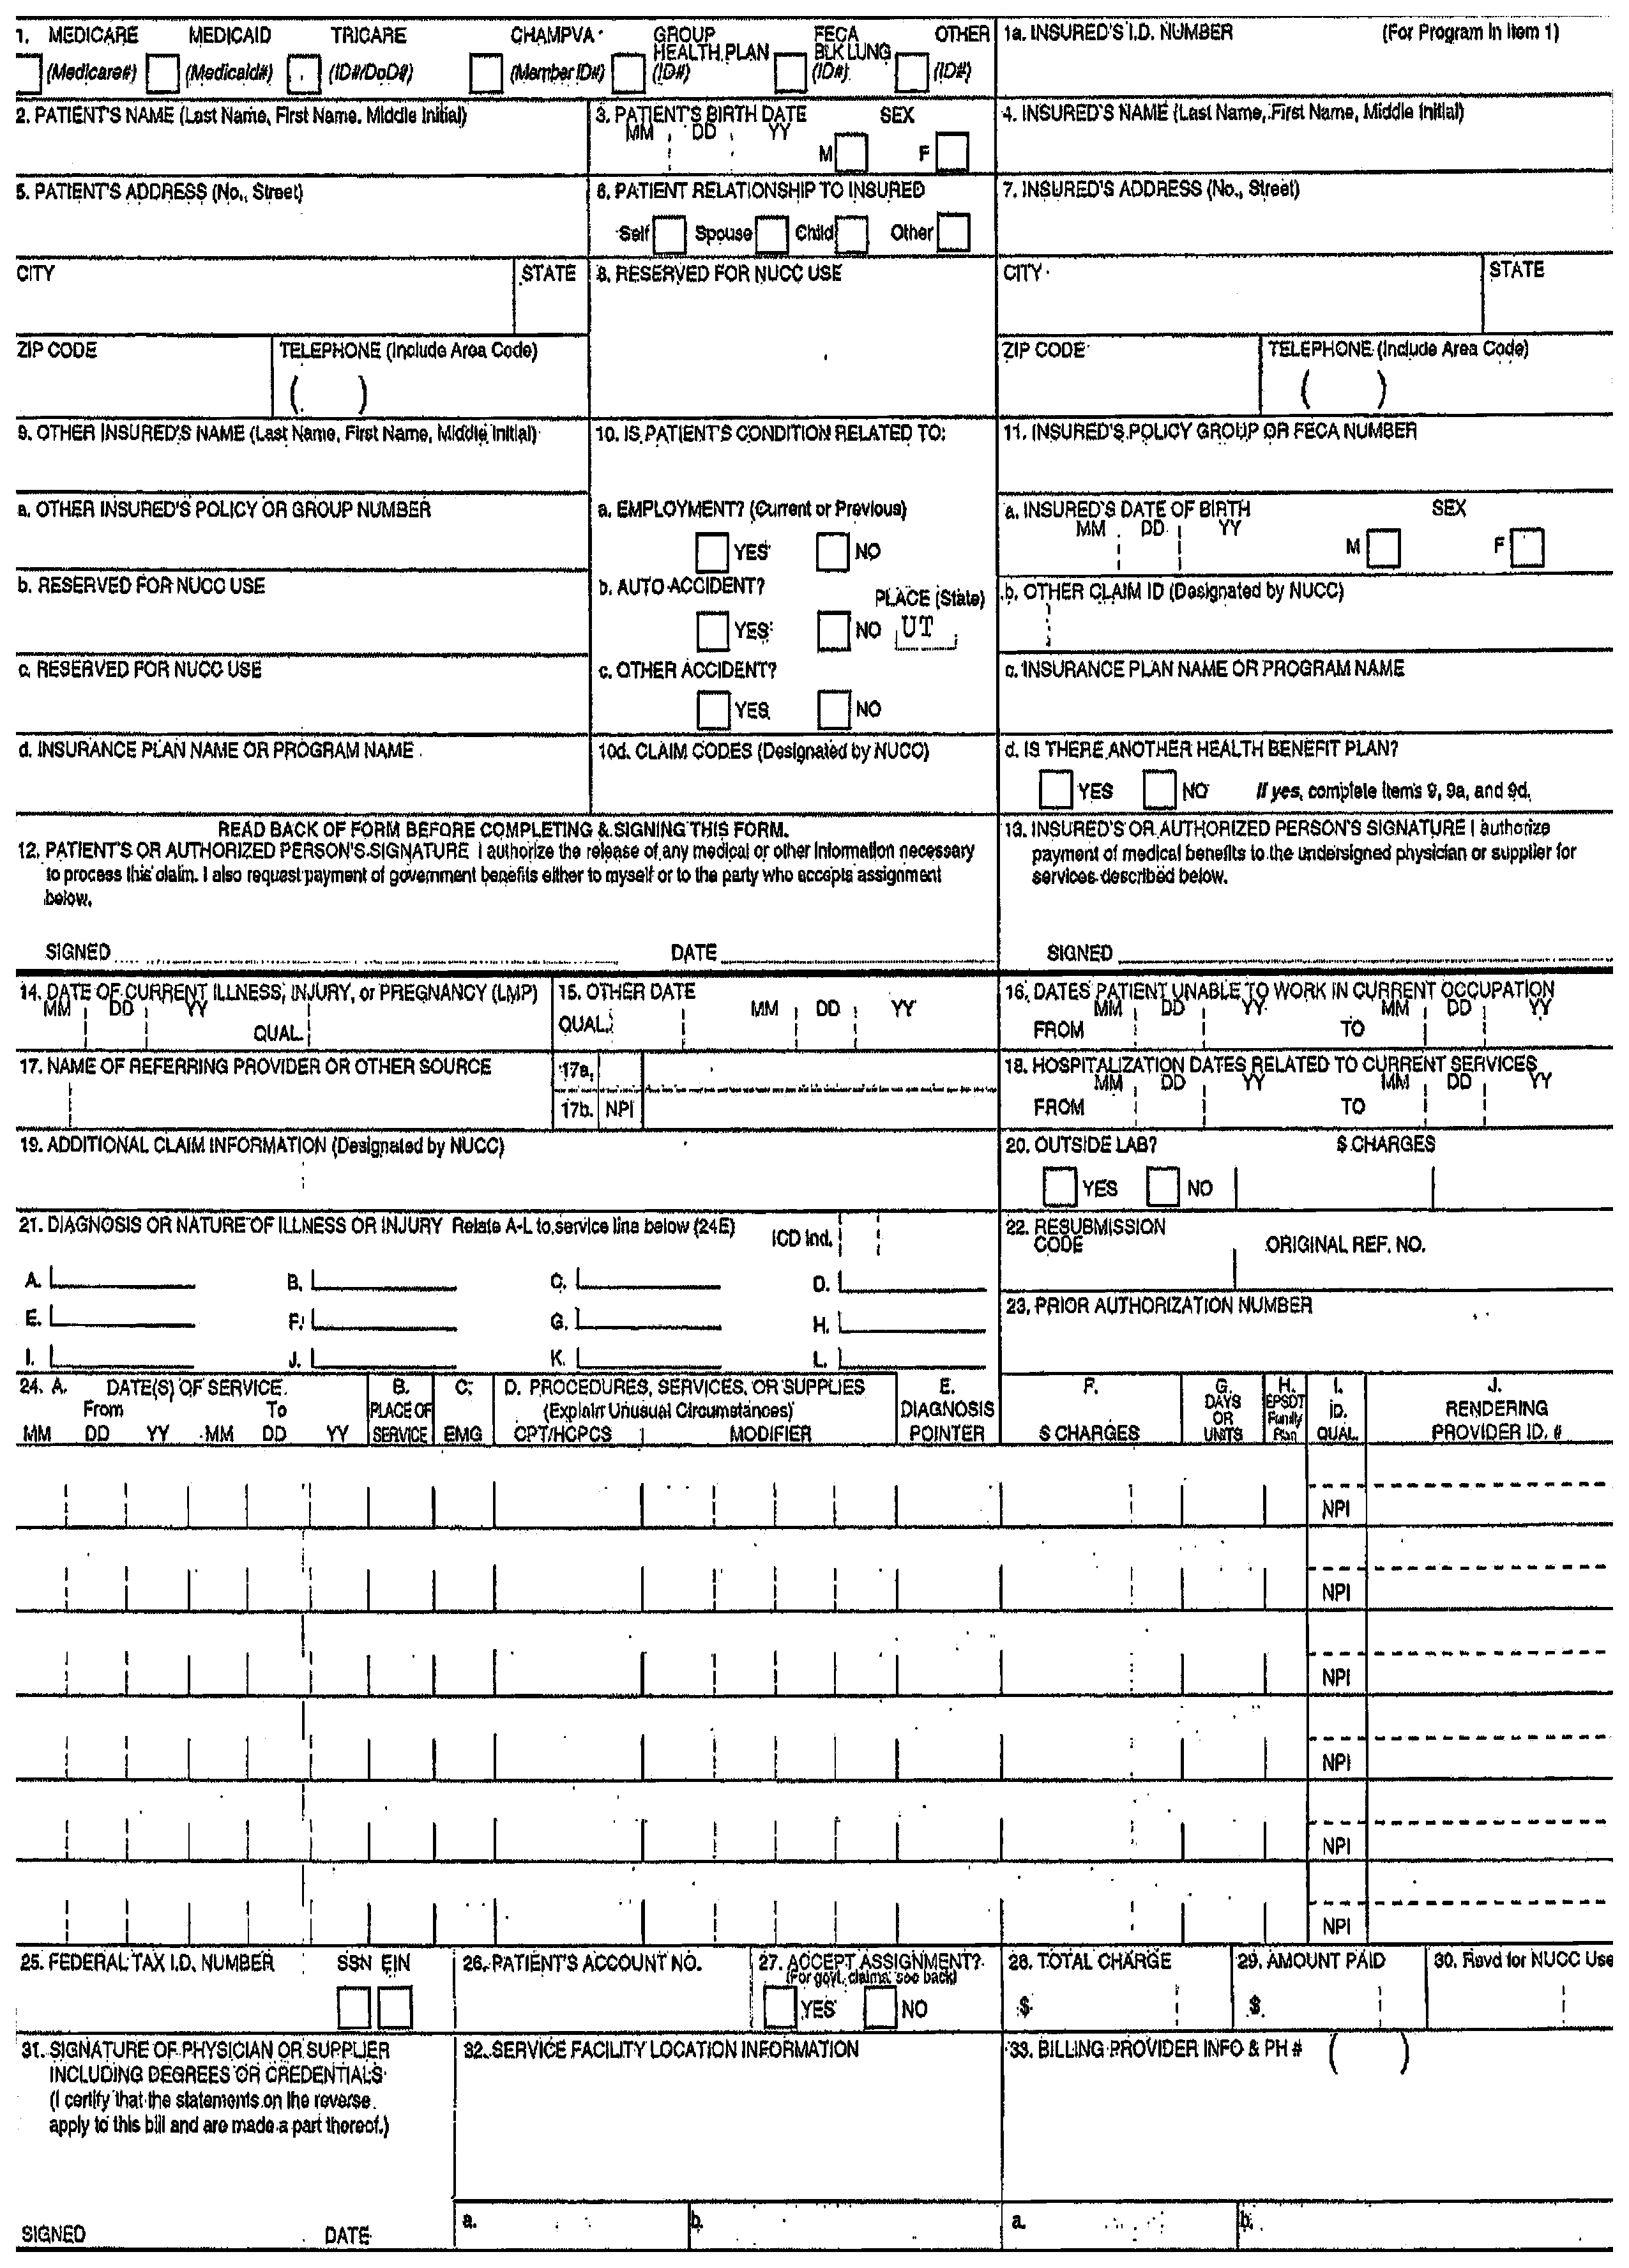 1. MEDICARE MEDICAID TRICARE CHAMPVA GROUP HEALTH PLAN FECA BLK LUNG OTHER
(Medicare#) (Medicaid#) (ID#/DoD#) (Member ID#) (ID#) (ID#) (ID#)
1a. INSURED'S I.D. NUMBER (For Program in Item 1)
2. PATIENT'S NAME (Last Name, First Name, Middle Initial)
3. PATIENT'S BIRTH DATE SEX
MM DD YY M F
4. INSURED'S NAME (Last Name, First Name, Middle Initial)
5. PATIENT'S ADDRESS (No., Street)
6. PATIENT RELATIONSHIP TO INSURED
Self Spouse Child Other
7. INSURED'S ADDRESS (No., Street)
CITY STATE
8. RESERVED FOR NUCC USE
CITY STATE
ZIP CODE TELEPHONE (Include Area Code)
( )
ZIP CODE TELEPHONE (Include Area Code)
( )
9. OTHER INSURED'S NAME (Last Name, First Name, Middle Initial)
10. IS PATIENT'S CONDITION RELATED TO:
11. INSURED'S POLICY GROUP OR FECA NUMBER
a. OTHER INSURED'S POLICY OR GROUP NUMBER
a. EMPLOYMENT? (Current or Previous)
YES NO
a. INSURED'S DATE OF BIRTH SEX
MM DD YY M F
b. RESERVED FOR NUCC USE
b. AUTO ACCIDENT? PLACE (State)
YES NO UT
b. OTHER CLAIM ID (Designated by NUCC)
c. RESERVED FOR NUCC USE
c. OTHER ACCIDENT?
YES NO
c. INSURANCE PLAN NAME OR PROGRAM NAME
d. INSURANCE PLAN NAME OR PROGRAM NAME
10d. CLAIM CODES (Designated by NUCC)
d. IS THERE ANOTHER HEALTH BENEFIT PLAN?
YES NO If yes, complete items 9, 9a, and 9d.
READ BACK OF FORM BEFORE COMPLETING & SIGNING THIS FORM.
12. PATIENT'S OR AUTHORIZED PERSON'S SIGNATURE I authorize the release of any medical or other information necessary
to process this claim. I also request payment of government benefits either to myself or to the party who accepts assignment
below.
SIGNED DATE
13. INSURED'S OR AUTHORIZED PERSON'S SIGNATURE I authorize
payment of medical benefits to the undersigned physician or supplier for
services described below.
SIGNED
14. DATE OF CURRENT ILLNESS, INJURY, or PREGNANCY (LMP)
MM DD YY QUAL.
15. OTHER DATE
QUAL. MM DD YY
16. DATES PATIENT UNABLE TO WORK IN CURRENT OCCUPATION
MM DD YY MM DD YY
FROM TO
17. NAME OF REFERRING PROVIDER OR OTHER SOURCE
17a.
17b. NPI
18. HOSPITALIZATION DATES RELATED TO CURRENT SERVICES
MM DD YY MM DD YY
FROM TO
19. ADDITIONAL CLAIM INFORMATION (Designated by NUCC)
20. OUTSIDE LAB? $ CHARGES
YES NO
21. DIAGNOSIS OR NATURE OF ILLNESS OR INJURY Relate A-L to service line below (24E) ICD Ind.
A. B. C. D.
E. F. G. H.
I. J. K. L.
22. RESUBMISSION
CODE ORIGINAL REF. NO.
23. PRIOR AUTHORIZATION NUMBER
24. A. DATE(S) OF SERVICE
From To
MM DD YY MM DD YY
B.
PLACE OF
SERVICE
C.
EMG
D. PROCEDURES, SERVICES, OR SUPPLIES
(Explain Unusual Circumstances)
CPT/HCPCS MODIFIER
E.
DIAGNOSIS
POINTER
F.
$ CHARGES
G.
DAYS
OR
UNITS
H.
EPSDT
Family
Plan
I.
ID.
QUAL.
J.
RENDERING
PROVIDER ID. #
NPI
NPI
NPI
NPI
NPI
NPI
25. FEDERAL TAX I.D. NUMBER SSN EIN
26. PATIENT'S ACCOUNT NO.
27. ACCEPT ASSIGNMENT?
(For govt. claims, see back)
YES NO
28. TOTAL CHARGE
$
29. AMOUNT PAID
$
30. Rsvd for NUCC Use
31. SIGNATURE OF PHYSICIAN OR SUPPLIER
INCLUDING DEGREES OR CREDENTIALS
(I certify that the statements on the reverse
apply to this bill and are made a part thereof.)
SIGNED DATE
32. SERVICE FACILITY LOCATION INFORMATION
a. b.
33. BILLING PROVIDER INFO & PH # ( )
a. b.